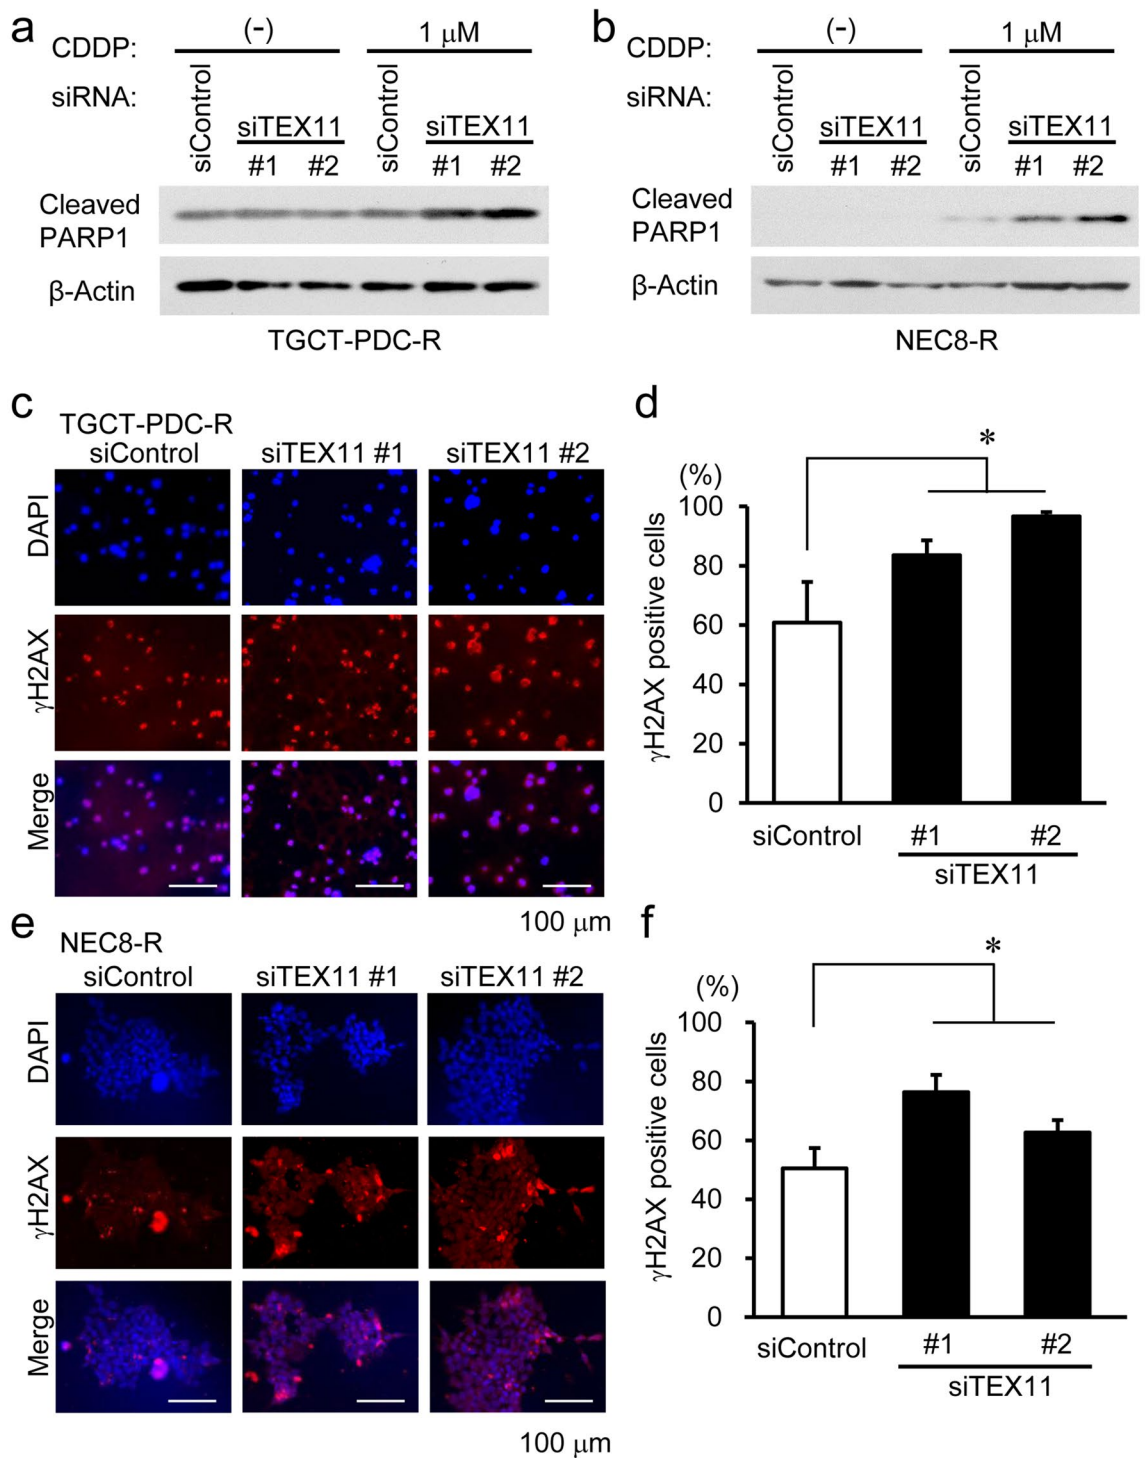 a
CDDP: (-) 1 μM
siRNA: siControl siTEX11 siControl siTEX11
#1 #2 #1 #2
Cleaved
PARP1
β-Actin
TGCT-PDC-R
b
CDDP: (-) 1 μM
siRNA: siControl siTEX11 siControl siTEX11
#1 #2 #1 #2
Cleaved
PARP1
β-Actin
NEC8-R
c
TGCT-PDC-R
siControl siTEX11 #1 siTEX11 #2
DAPI
γH2AX
Merge
100 μm
d
*
(%)
γH2AX positive cells
100
80
60
40
20
0
siControl #1 #2
siTEX11
e
NEC8-R
siControl siTEX11 #1 siTEX11 #2
DAPI
γH2AX
Merge
100 μm
f
*
(%)
γH2AX positive cells
100
80
60
40
20
0
siControl #1 #2
siTEX11